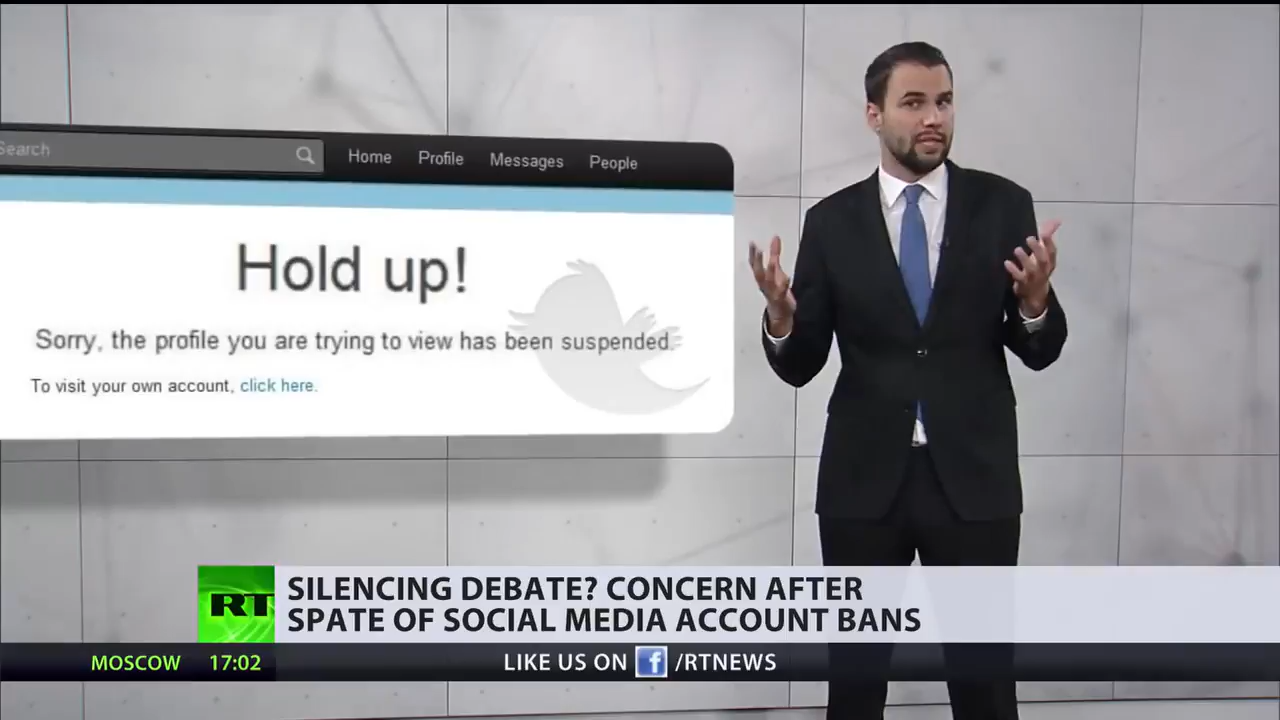 Search
Home Profile Messages People
Hold up!
Sorry, the profile you are trying to view has been suspended.
To visit your own account, click here.
RT
SILENCING DEBATE? CONCERN AFTER
SPATE OF SOCIAL MEDIA ACCOUNT BANS
MOSCOW 17:02
LIKE US ON f /RTNEWS